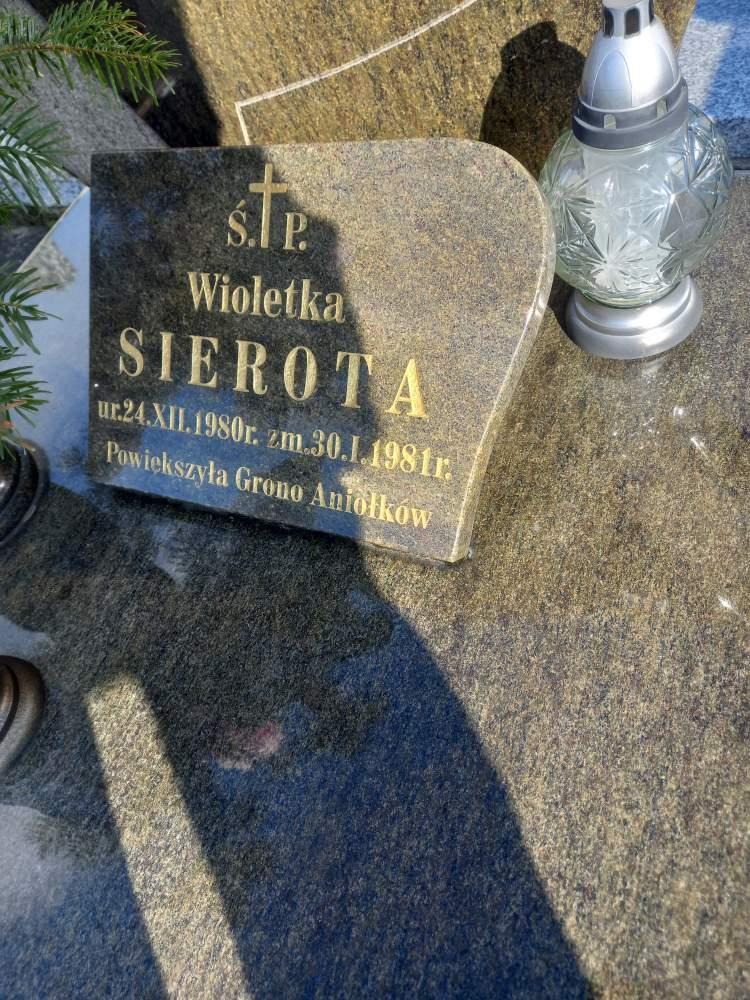 Ś. P.
Wioletka
SIEROTA
ur.24.XII.1980r. zm.30.I.1981r.
Powiększyła Grono Aniołków